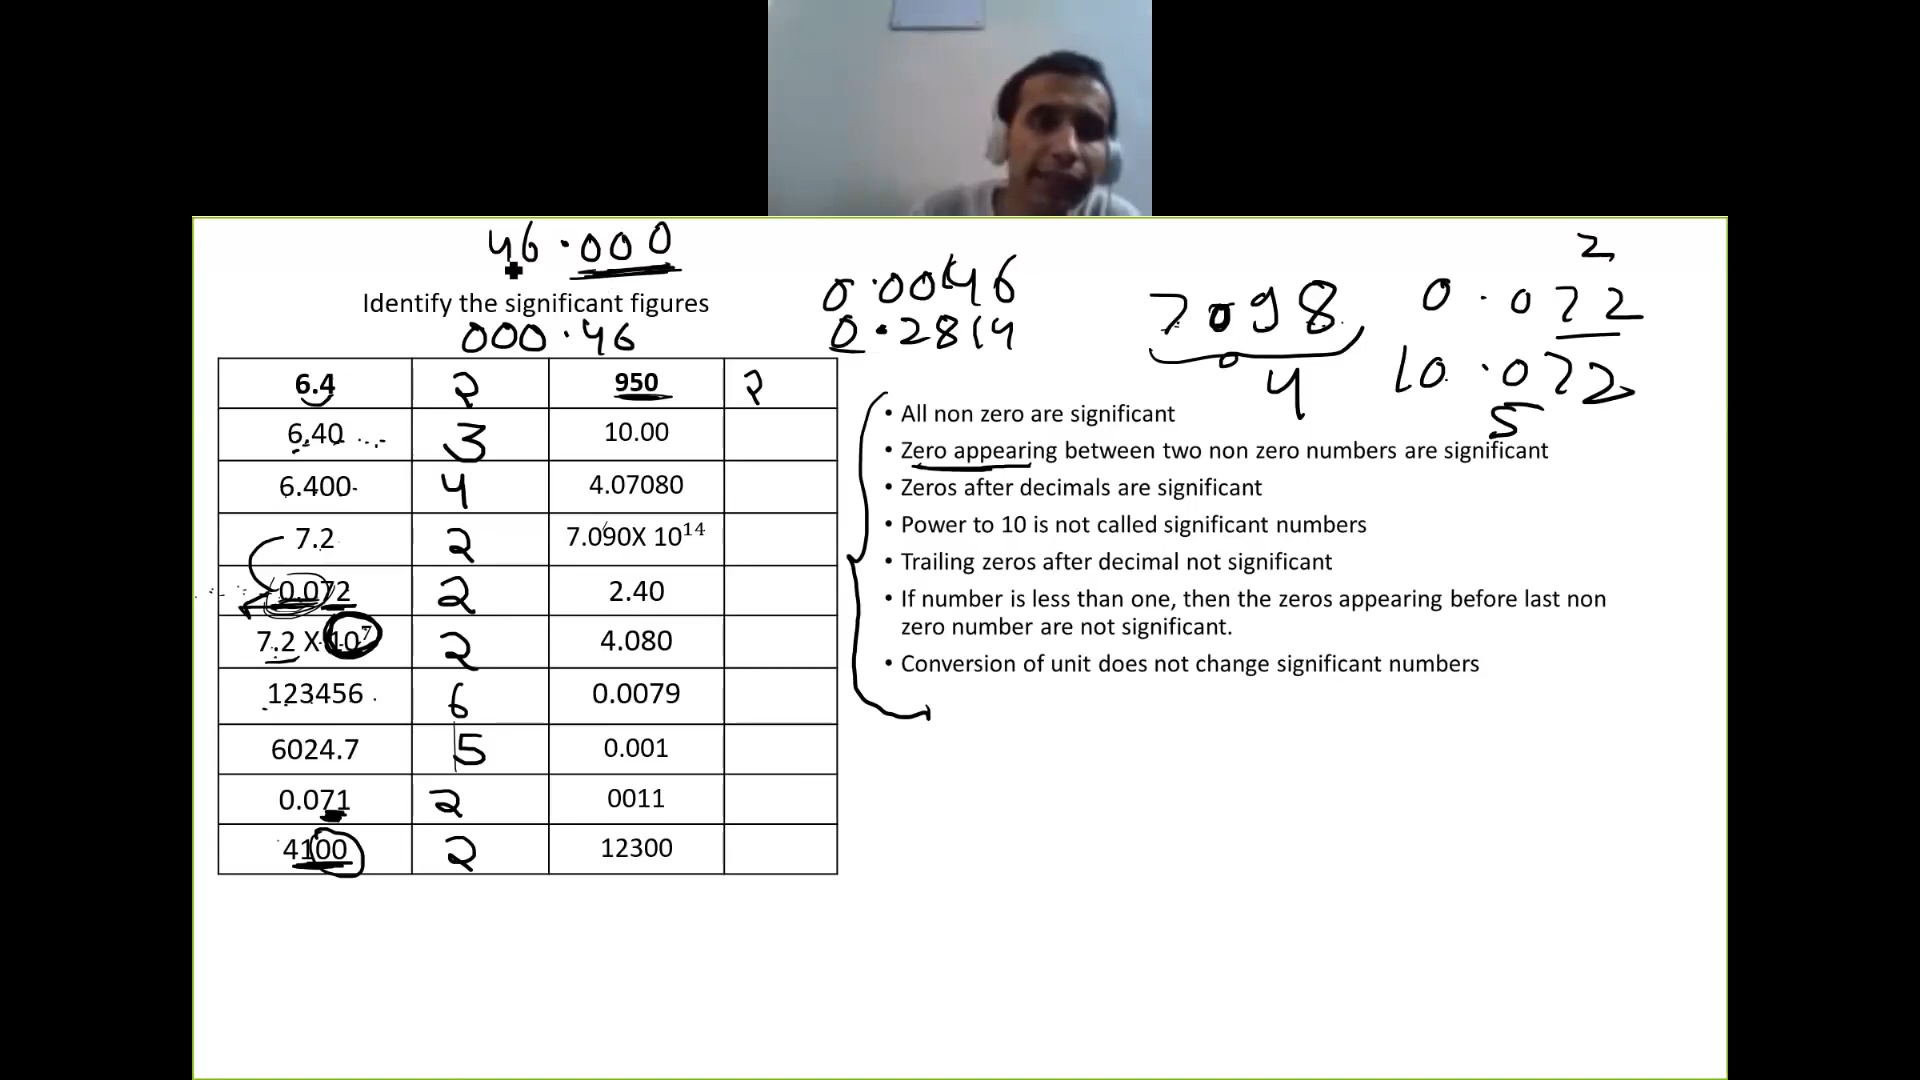 46.000
Identify the significant figures
000.46
0.0046
0.2814
7098
4
2
0.072
10.072
5
6.4 2 950 2
6.40 3 10.00
6.400 4 4.07080
7.2 2 7.090X 10¹⁴
0.072 2 2.40
7.2 X 10⁷ 2 4.080
123456 6 0.0079
6024.7 5 0.001
0.071 2 0011
4100 2 12300
• All non zero are significant
• Zero appearing between two non zero numbers are significant
• Zeros after decimals are significant
• Power to 10 is not called significant numbers
• Trailing zeros after decimal not significant
• If number is less than one, then the zeros appearing before last non
zero number are not significant.
• Conversion of unit does not change significant numbers